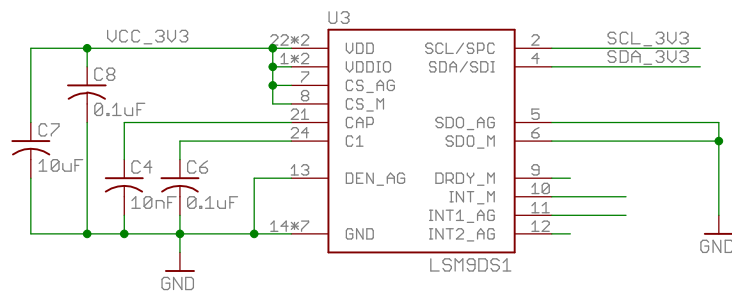 U3
VCC_3V3
22*2 VDD SCL/SPC 2 SCL_3V3
1*2 VDDIO SDA/SDI 4 SDA_3V3
7 CS_AG
8 CS_M
C8
0.1uF
21 CAP SDO_AG 5
24 C1 SDO_M 6
C7
10uF
C4
10nF
C6
0.1uF
13 DEN_AG DRDY_M 9
INT_M 10
INT1_AG 11
14*7 GND INT2_AG 12
GND
LSM9DS1
GND